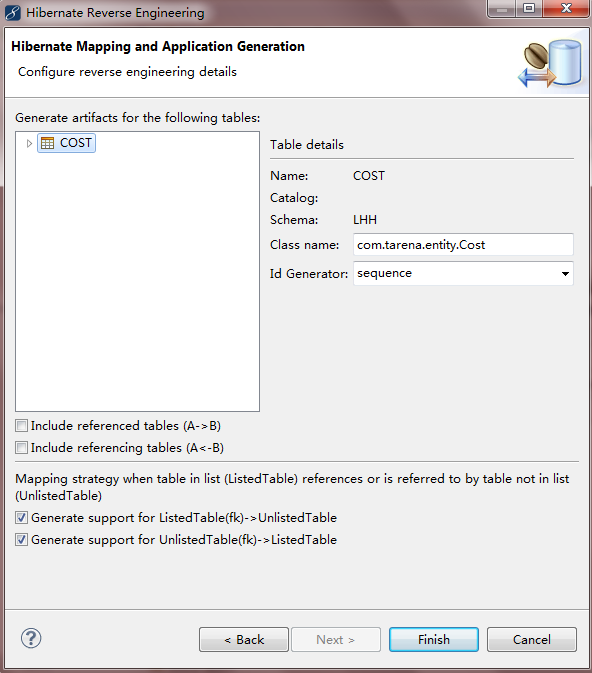 Hibernate Reverse Engineering
Hibernate Mapping and Application Generation
Configure reverse engineering details
Generate artifacts for the following tables:
COST
Table details
Name: COST
Catalog:
Schema: LHH
Class name: com.tarena.entity.Cost
Id Generator: sequence
Include referenced tables (A->B)
Include referencing tables (A<-B)
Mapping strategy when table in list (ListedTable) references or is referred to by table not in list
(UnlistedTable)
Generate support for ListedTable(fk)->UnlistedTable
Generate support for UnlistedTable(fk)->ListedTable
< Back Next > Finish Cancel